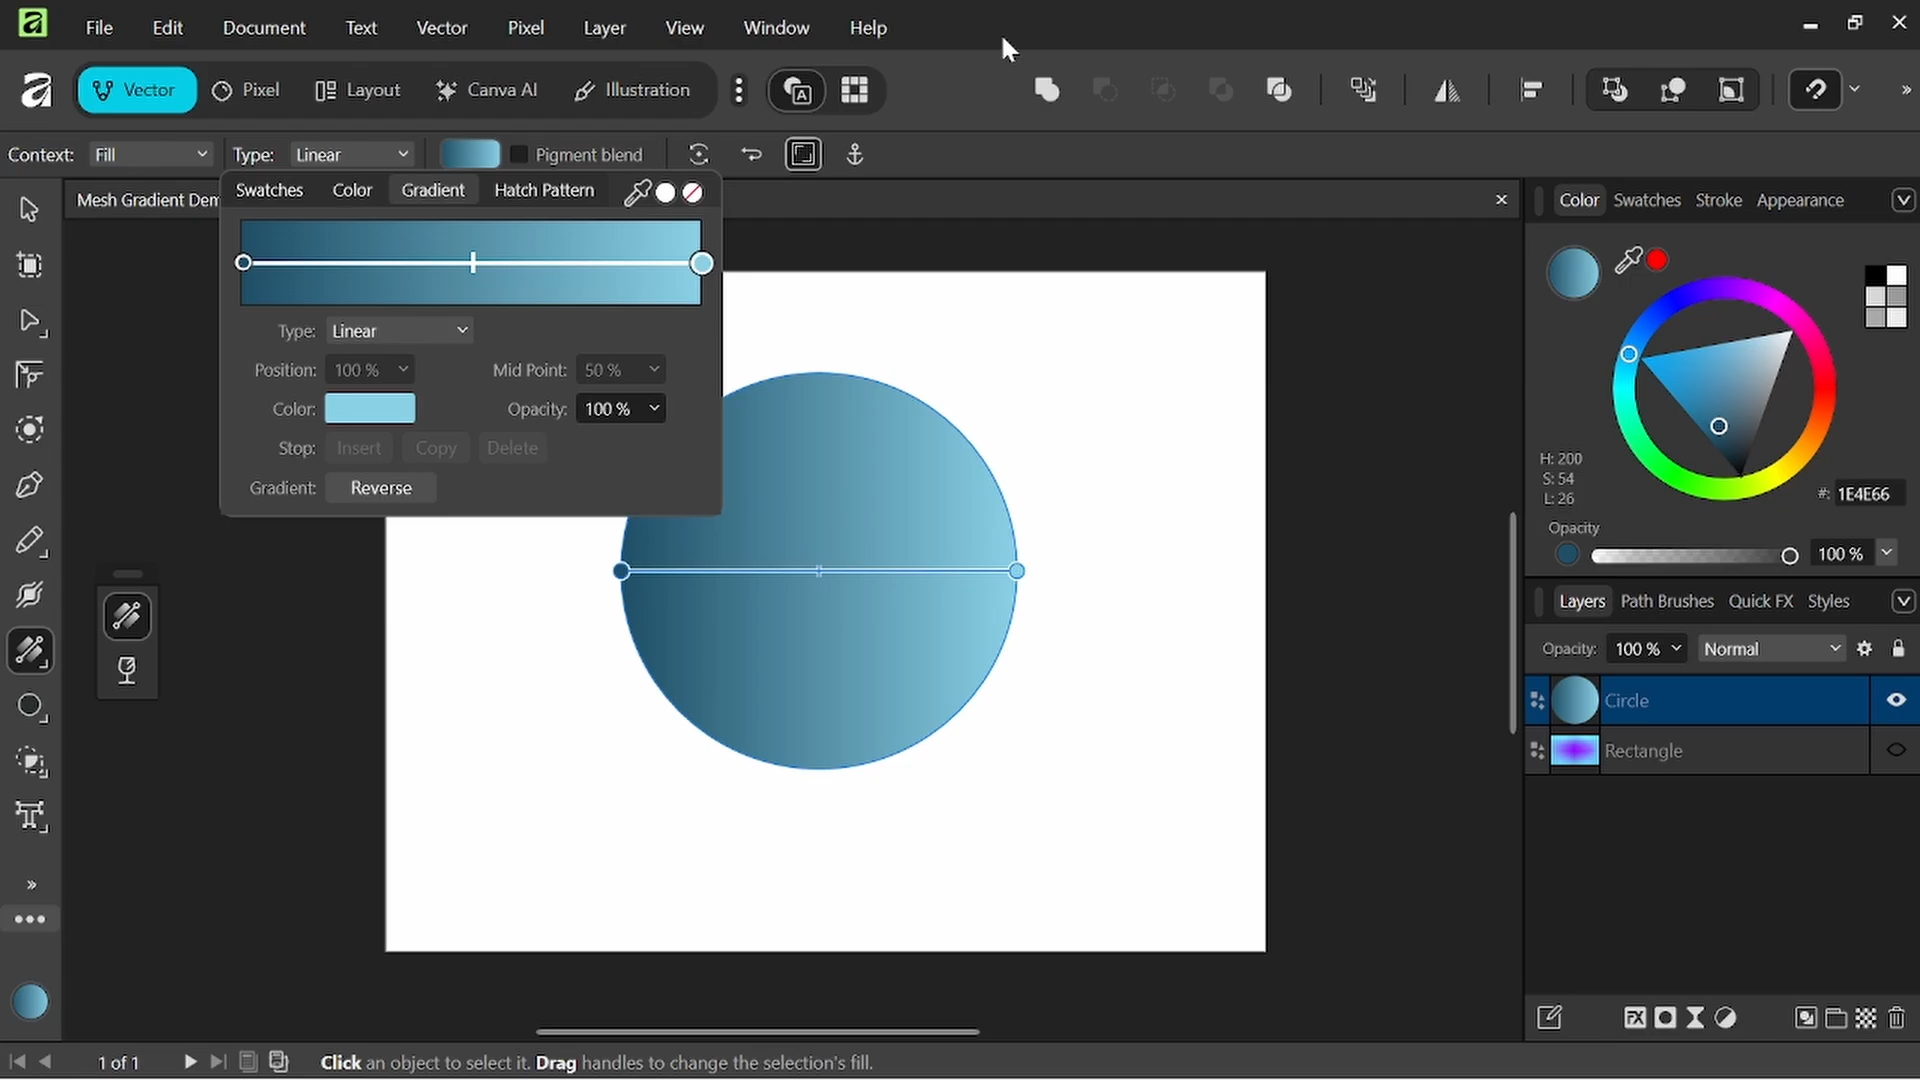 File Edit Document Text Vector Pixel Layer View Window Help
Vector Pixel Layout Canva AI Illustration
Context: Fill Type: Linear Pigment blend
Mesh Gradient Dem
Swatches Color Gradient Hatch Pattern
Type: Linear
Position: 100 % Mid Point: 50 %
Color: Opacity: 100 %
Stop: Insert Copy Delete
Gradient: Reverse
Color Swatches Stroke Appearance
H: 200
S: 54
L: 26
#: 1E4E66
Opacity
100 %
Layers Path Brushes Quick FX Styles
Opacity: 100 % Normal
Circle
Rectangle
FX
1 of 1 Click an object to select it. Drag handles to change the selection's fill.